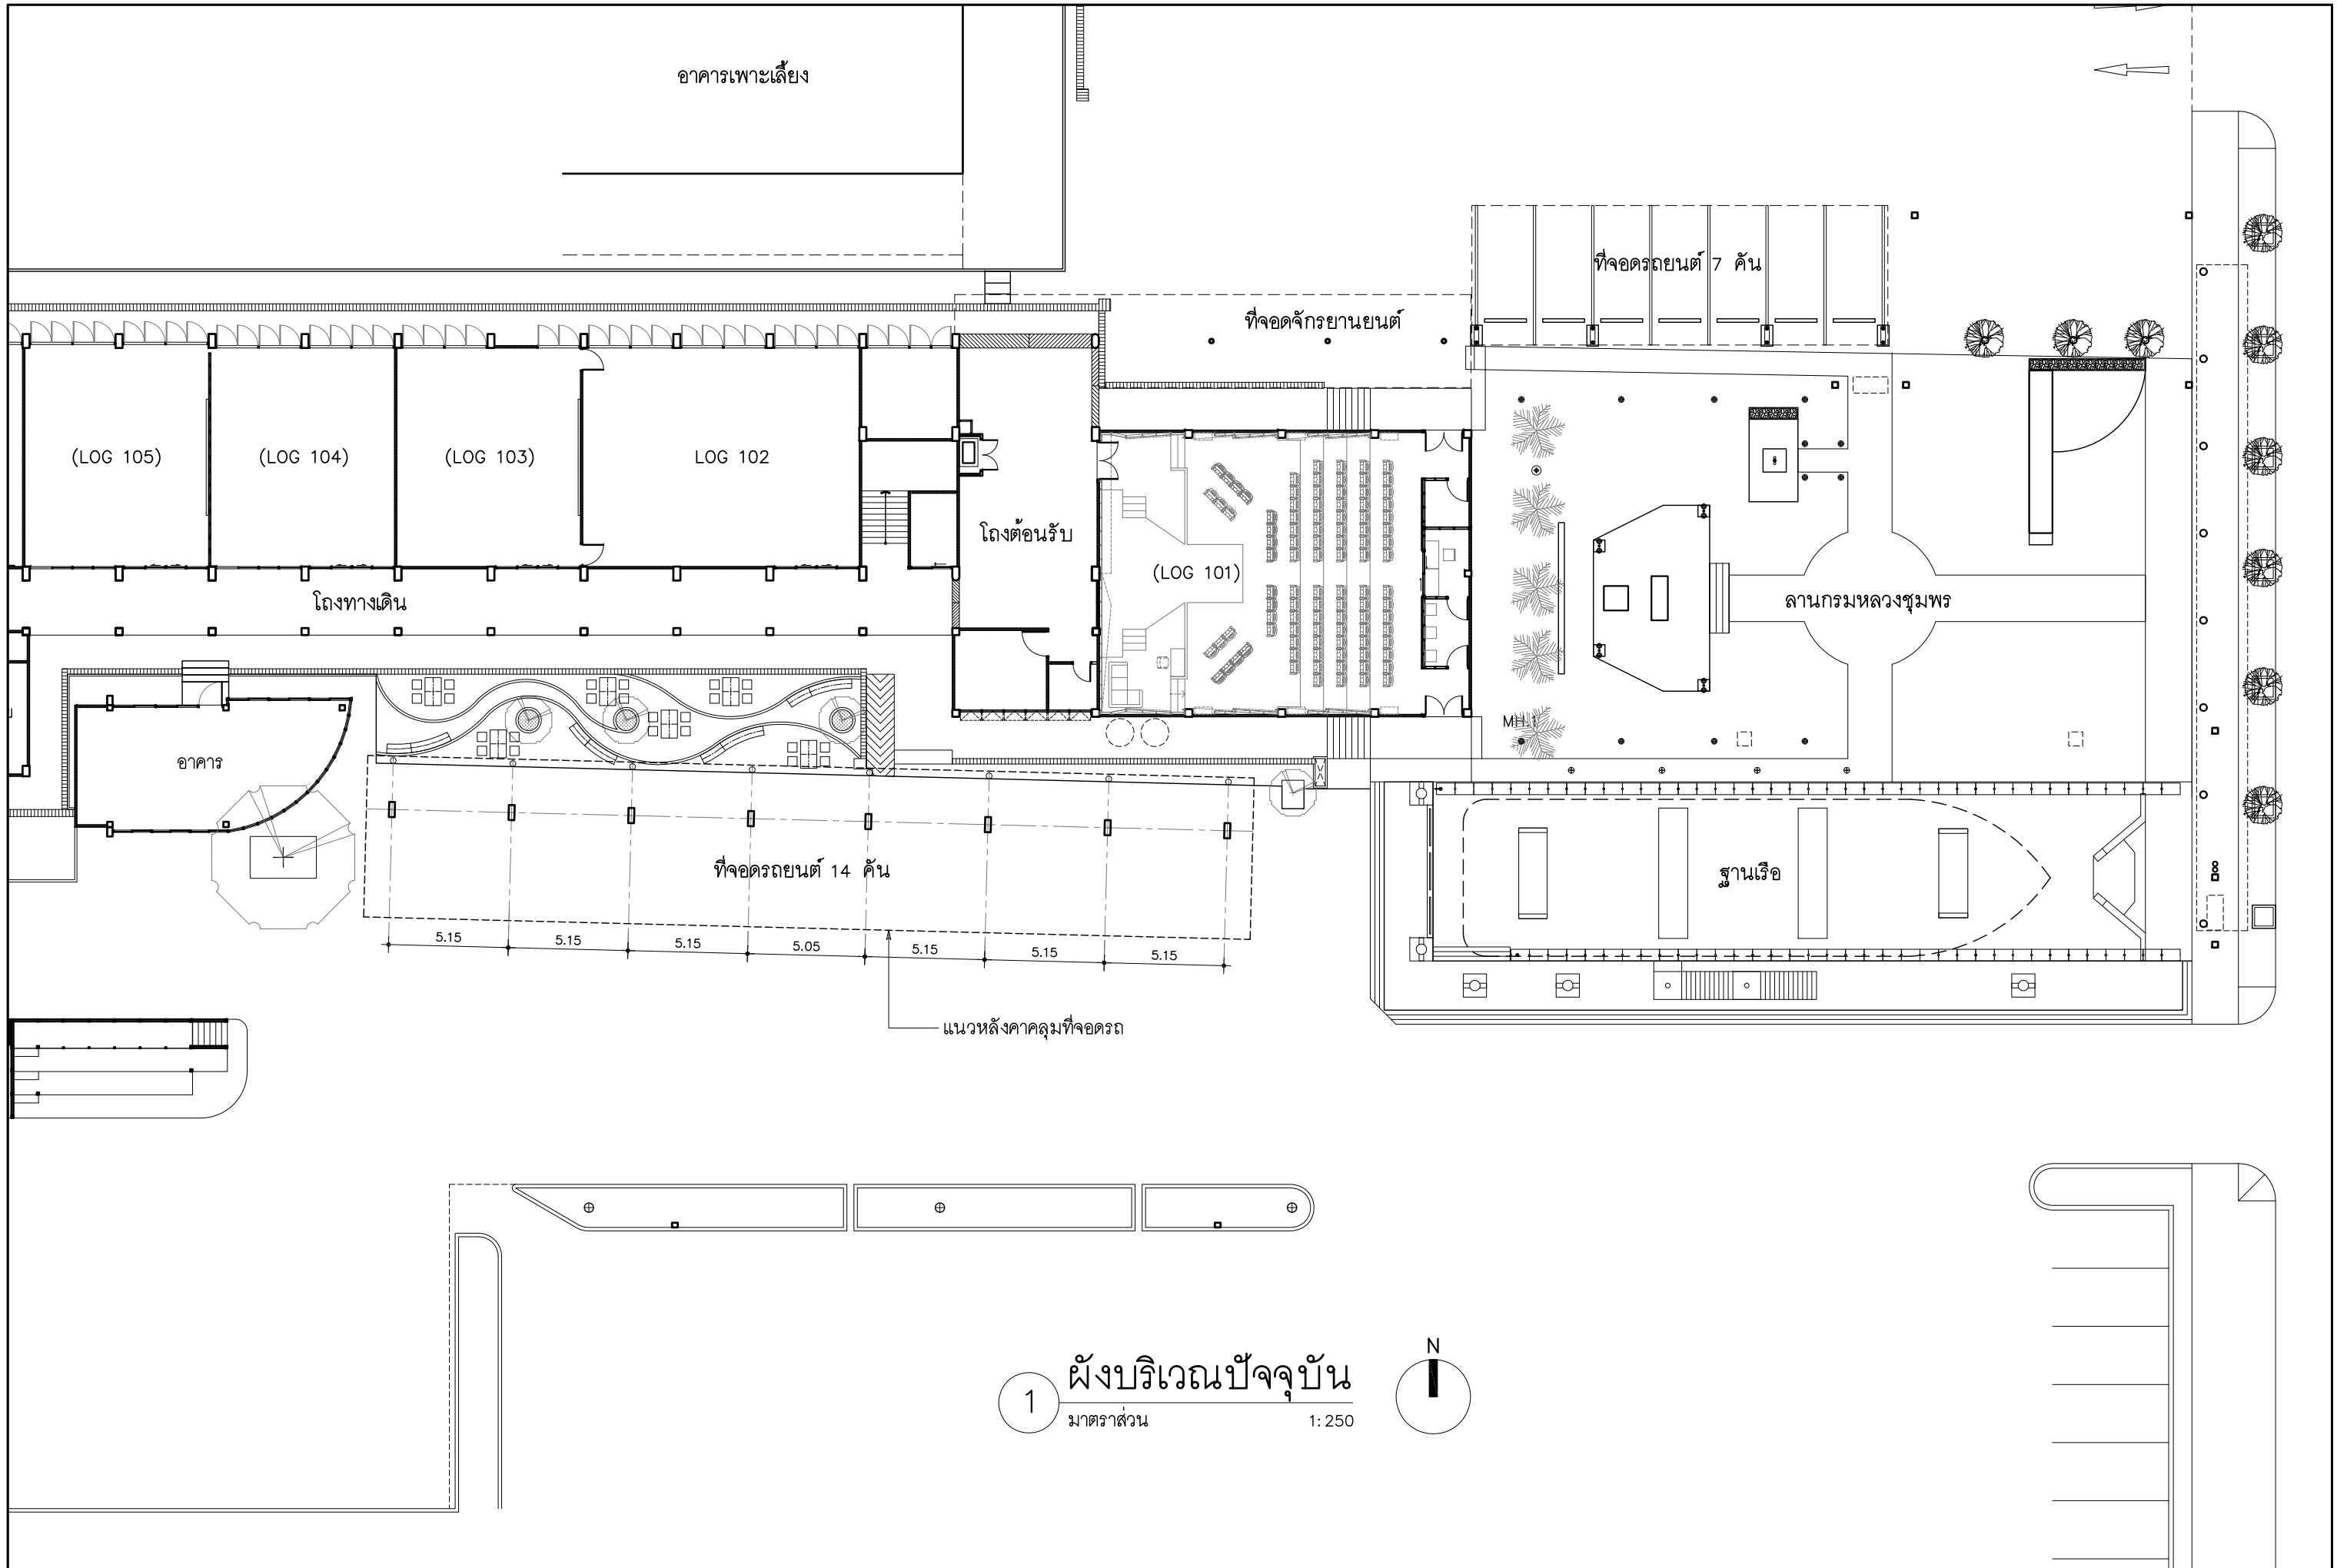 อาคารเพาะเลี้ยง
ที่จอดรถยนต์ 7 คัน
ที่จอดจักรยานยนต์
(LOG 105)
(LOG 104)
(LOG 103)
LOG 102
โถงต้อนรับ
(LOG 101)
โถงทางเดิน
ลานกรมหลวงชุมพร
MH.1
อาคาร
ที่จอดรถยนต์ 14 คัน
ฐานเรือ
5.15
5.15
5.15
5.05
5.15
5.15
5.15
แนวหลังคาคลุมที่จอดรถ
N
1
ผังบริเวณปัจจุบัน
มาตราส่วน 1:250